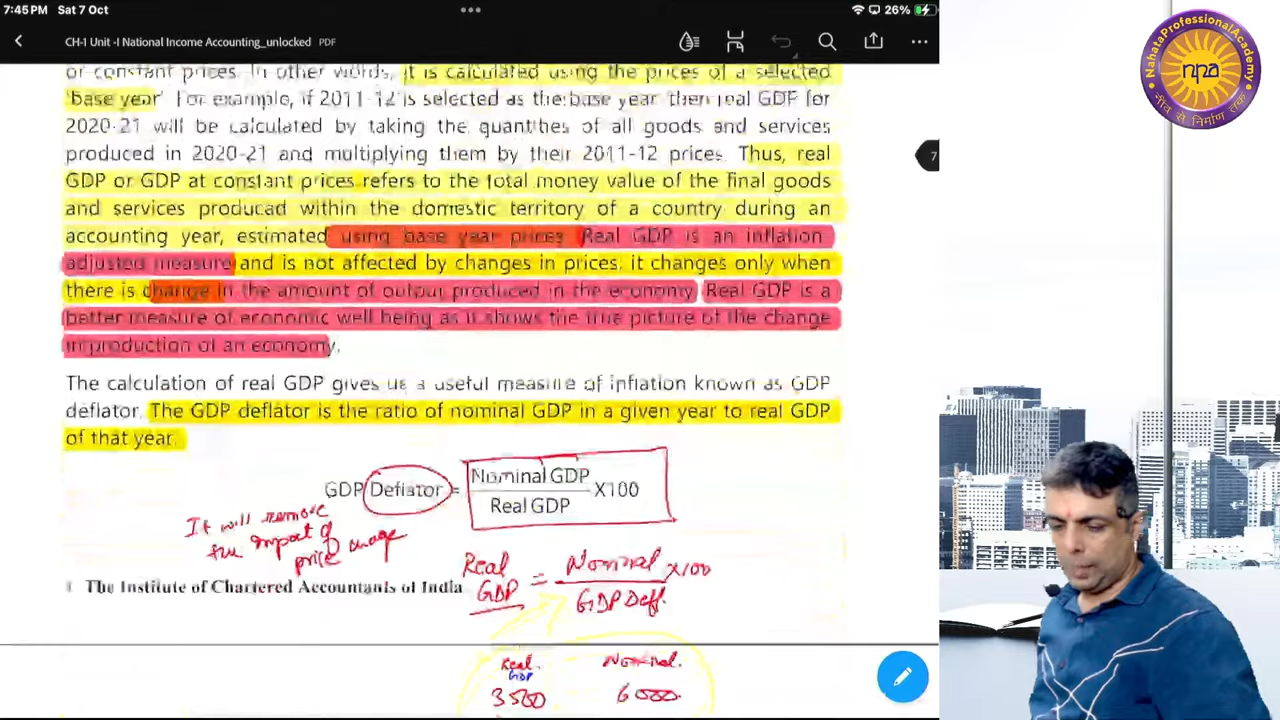 7:45 PM Sat 7 Oct
26%
CH-1 Unit -I National Income Accounting_unlocked PDF
or constant prices. In other words, it is calculated using the prices of a selected
'base year' For example, if 2011-12 is selected as the base year then real GDP for
2020-21 will be calculated by taking the quantities of all goods and services
produced in 2020-21 and multiplying them by their 2011-12 prices. Thus, real
GDP or GDP at constant prices refers to the total money value of the final goods
and services produced within the domestic territory of a country during an
accounting year, estimated using base year prices Real GDP is an inflation
adjusted measure and is not affected by changes in prices, it changes only when
there is change in the amount of output produced in the economy Real GDP is a
better measure of economic well being as it shows the true picture of the change
in production of an economy.
7
The calculation of real GDP gives us a useful measure of inflation known as GDP
deflator. The GDP deflator is the ratio of nominal GDP in a given year to real GDP
of that year.
GDP Deflator = Nominal GDP
Real GDP
X100
It will remove
the impact of
price change
Real
GDP
= Nominal X100
GDP Deff.
The Institute of Chartered Accountants of India
Real Nominal.
GDP
3500 6000
NahataProfessionalAcademy
npa
नींव से निर्माण तक